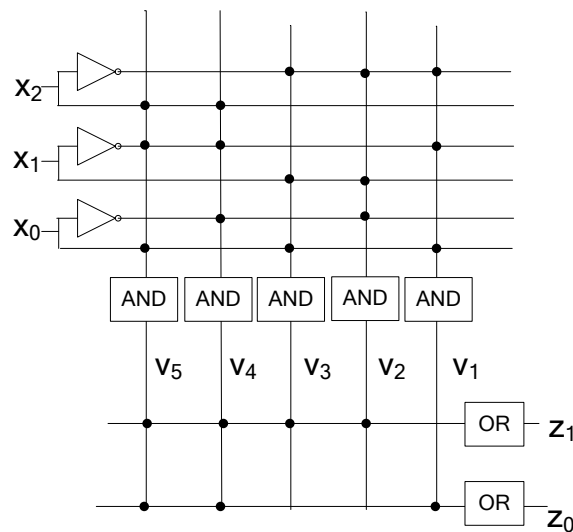 x₂
x₁
x₀
AND AND AND AND AND
v₅ v₄ v₃ v₂ v₁
OR z₁
OR z₀